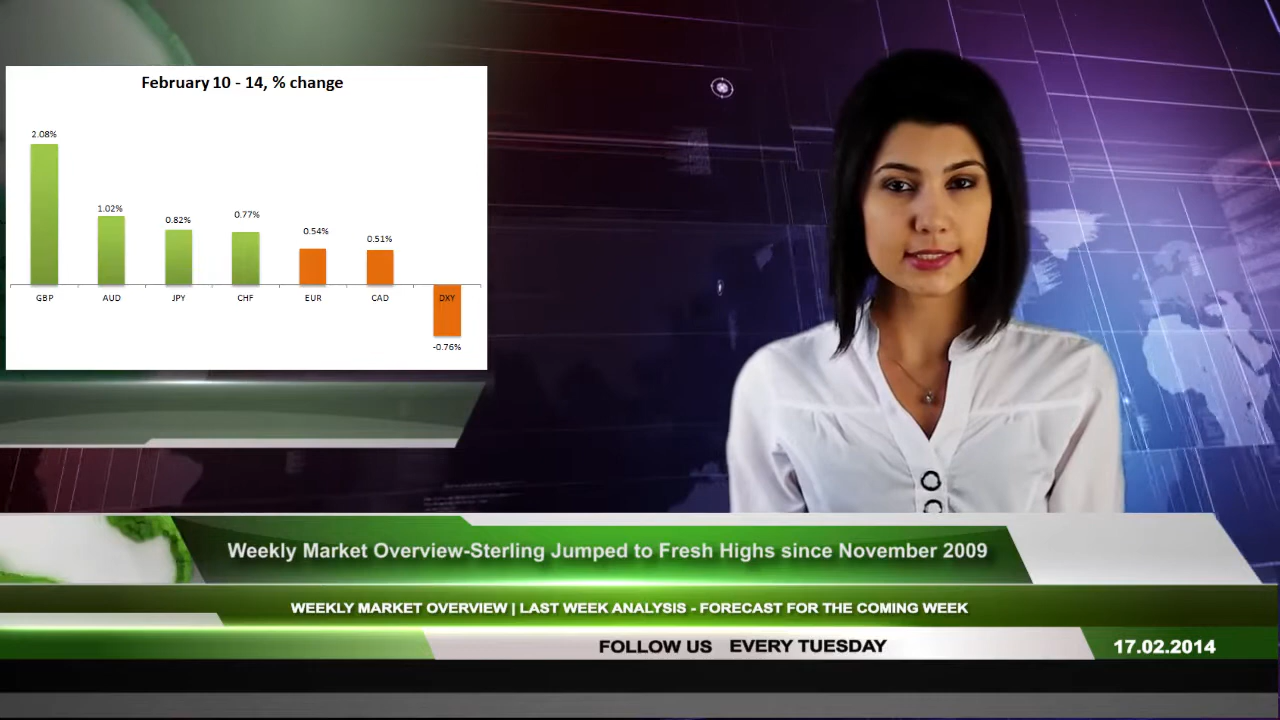 February 10 - 14, % change
2.08%
1.02%
0.82%
0.77%
0.54%
0.51%
GBP AUD JPY CHF EUR CAD DXY
-0.76%
Weekly Market Overview-Sterling Jumped to Fresh Highs since November 2009
WEEKLY MARKET OVERVIEW | LAST WEEK ANALYSIS - FORECAST FOR THE COMING WEEK
FOLLOW US EVERY TUESDAY 17.02.2014